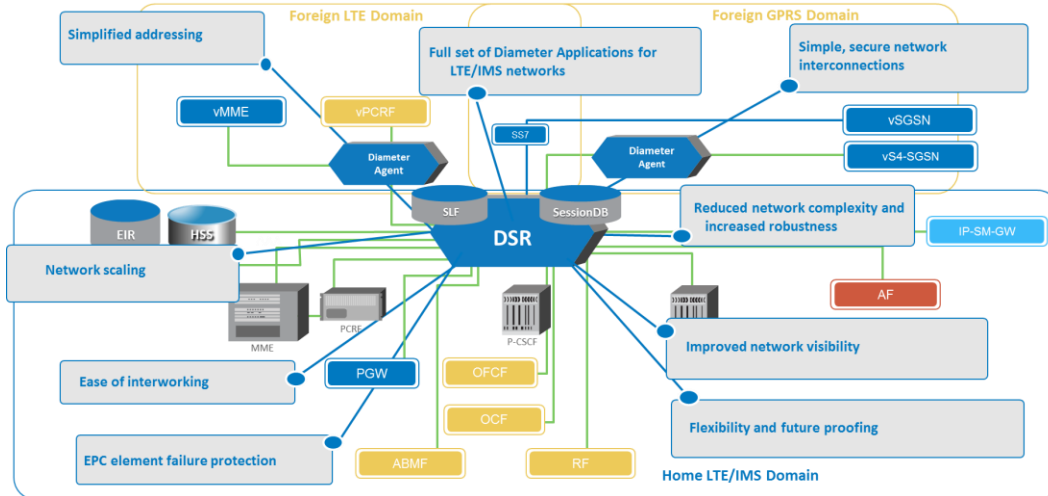 Foreign LTE Domain
Foreign GPRS Domain
Simplified addressing
Full set of Diameter Applications for
LTE/IMS networks
Simple, secure network
interconnections
vMME
vPCRF
SS7
vSGSN
Diameter
Agent
Diameter
Agent
vS4-SGSN
SLF
SessionDB
DSR
EIR
HSS
Reduced network complexity and
increased robustness
IP-SM-GW
Network scaling
AF
PCRF
MME
P-CSCF
Improved network visibility
Ease of interworking
PGW
OFCF
OCF
Flexibility and future proofing
EPC element failure protection
ABMF
RF
Home LTE/IMS Domain